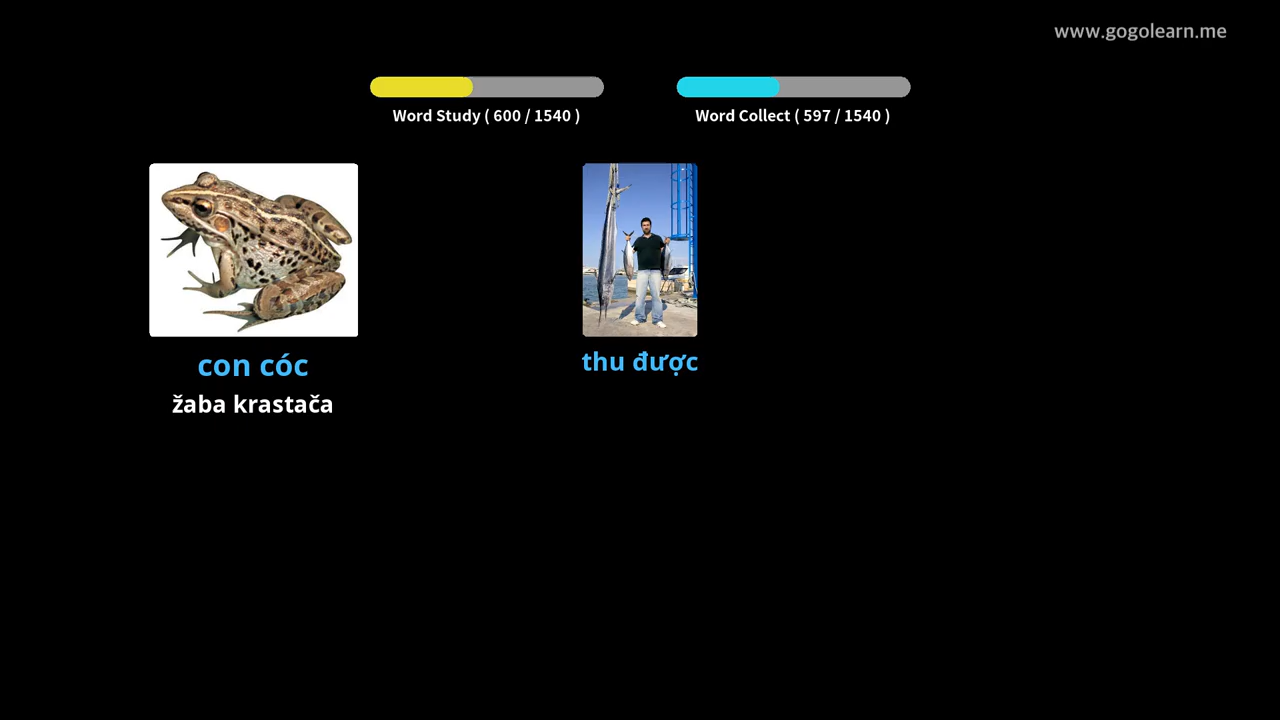 www.gogolearn.me
Word Study ( 600 / 1540 )
Word Collect ( 597 / 1540 )
con cóc
žaba krastača
thu được